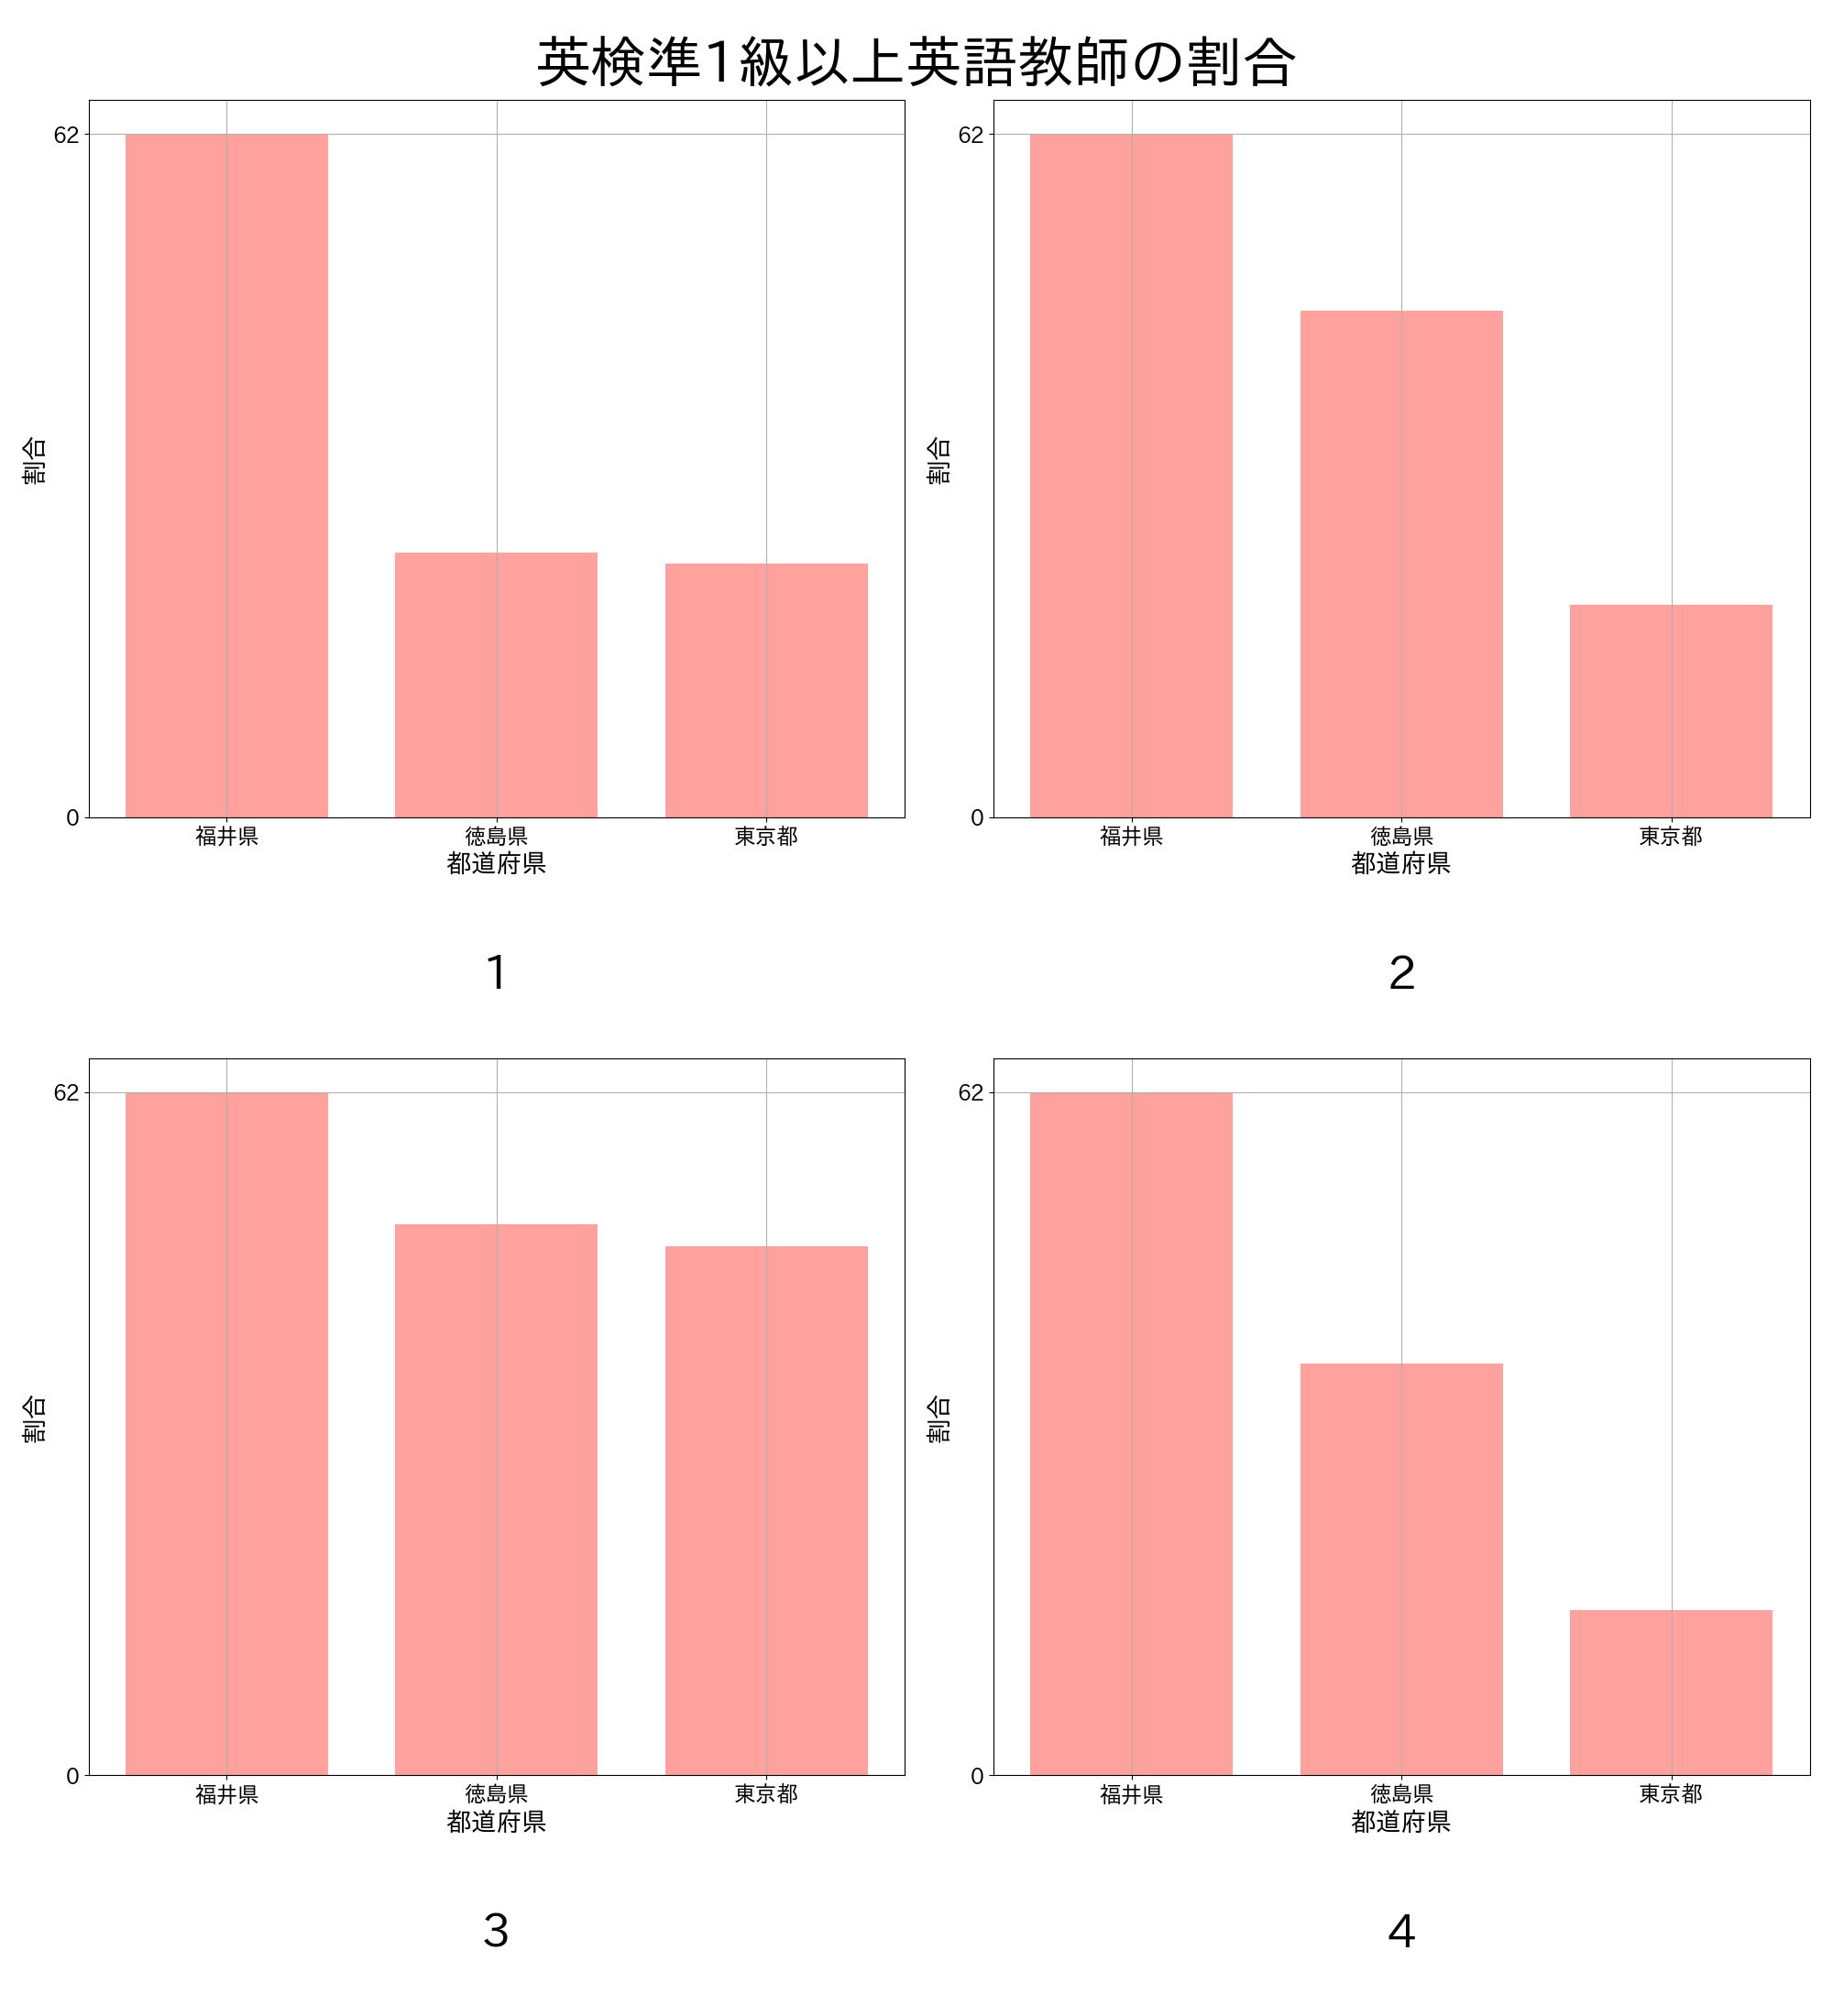 英検準1級以上英語教師の割合
62
0
割合
福井県 徳島県 東京都
都道府県
1
62
0
割合
福井県 徳島県 東京都
都道府県
2
62
0
割合
福井県 徳島県 東京都
都道府県
3
62
0
割合
福井県 徳島県 東京都
都道府県
4